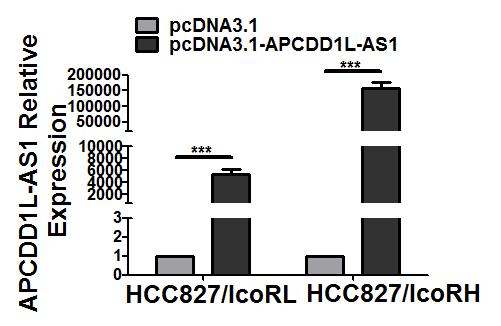 pcDNA3.1
pcDNA3.1-APCDD1L-AS1
APCDD1L-AS1 Relative
Expression
200000
150000
100000
50000
10000
8000
6000
4000
2000
3
2
1
0
***
***
HCC827/IcoRL
HCC827/IcoRH